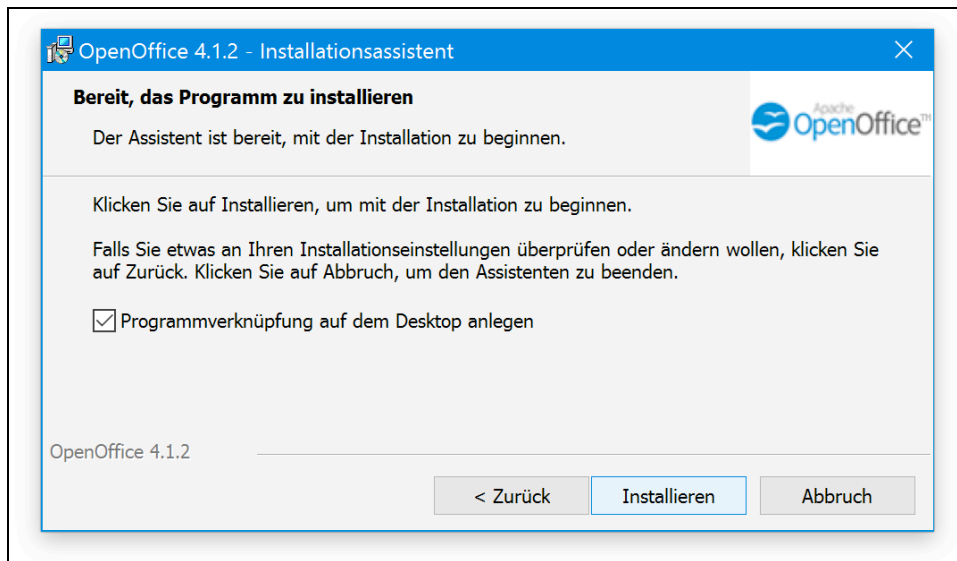 OpenOffice 4.1.2 - Installationsassistent
Bereit, das Programm zu installieren
Der Assistent ist bereit, mit der Installation zu beginnen.
Apache
OpenOffice™
Klicken Sie auf Installieren, um mit der Installation zu beginnen.
Falls Sie etwas an Ihren Installationseinstellungen überprüfen oder ändern wollen, klicken Sie
auf Zurück. Klicken Sie auf Abbruch, um den Assistenten zu beenden.
Programmverknüpfung auf dem Desktop anlegen
OpenOffice 4.1.2
< Zurück
Installieren
Abbruch